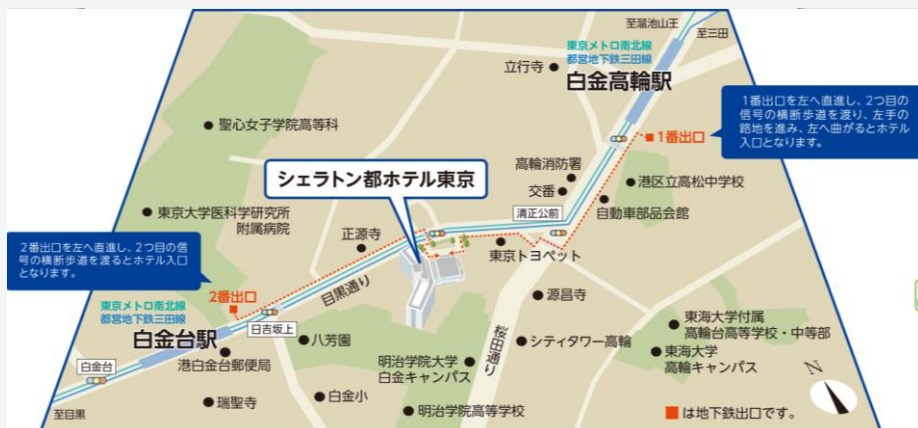 至溜池山王
至三田
東京メトロ南北線
都営地下鉄三田線
白金高輪駅
立行寺
1番出口を左へ直進し、2つ目の
信号の横断歩道を渡り、左手の
路地を進み、左へ曲がるとホテル
入口となります。
1番出口
聖心女子学院高等科
高輪消防署
交番
港区立高松中学校
シェラトン都ホテル東京
自動車部品会館
清正公前
東京大学医科学研究所
附属病院
正源寺
東京トヨペット
2番出口を左へ直進し、2つ目の信
号の横断歩道を渡るとホテル入口
となります。
2番出口
目黒通り
源昌寺
東京メトロ南北線
都営地下鉄三田線
白金台駅
日吉坂上
八芳園
桜田通り
シティタワー高輪
東海大学付属
高輪台高等学校・中等部
東海大学
高輪キャンパス
白金台
港白金台郵便局
明治学院大学
白金キャンパス
N
至目黒
瑞聖寺
白金小
明治学院高等学校
は地下鉄出口です。